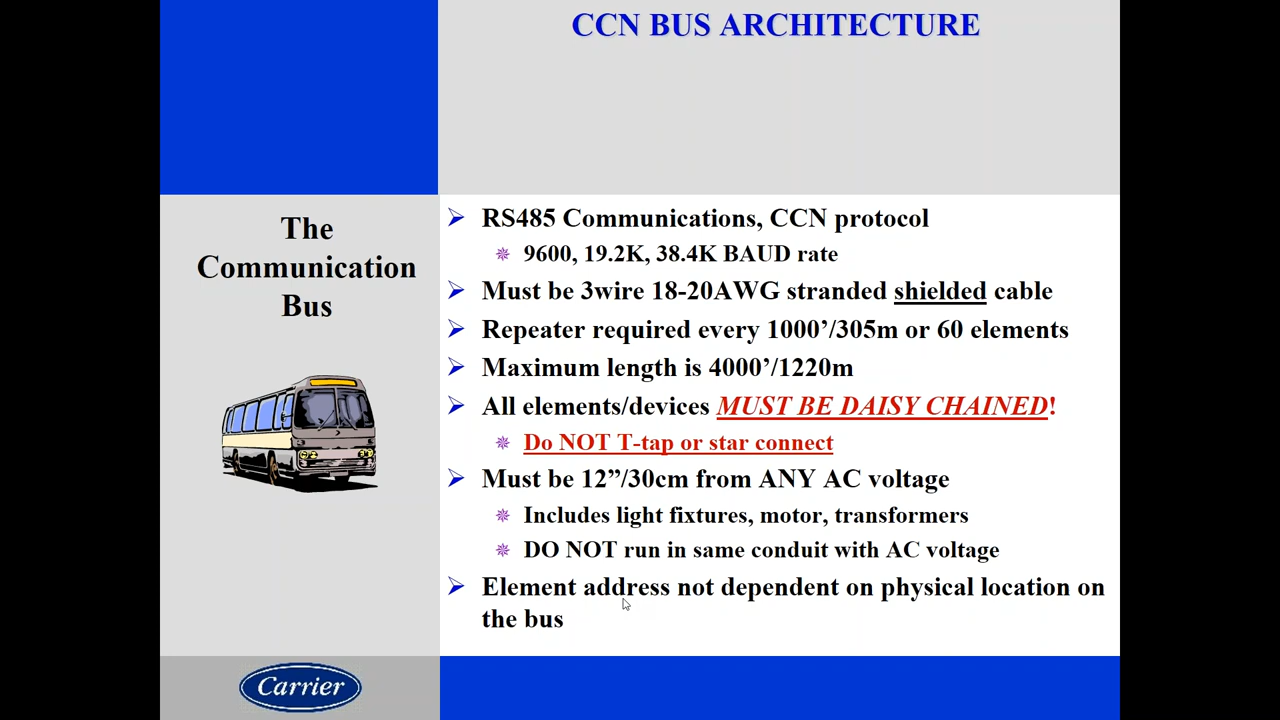 CCN BUS ARCHITECTURE
The
Communication
Bus
RS485 Communications, CCN protocol
9600, 19.2K, 38.4K BAUD rate
Must be 3wire 18-20AWG stranded shielded cable
Repeater required every 1000’/305m or 60 elements
Maximum length is 4000’/1220m
All elements/devices MUST BE DAISY CHAINED!
Do NOT T-tap or star connect
Must be 12”/30cm from ANY AC voltage
Includes light fixtures, motor, transformers
DO NOT run in same conduit with AC voltage
Element address not dependent on physical location on
the bus
Carrier